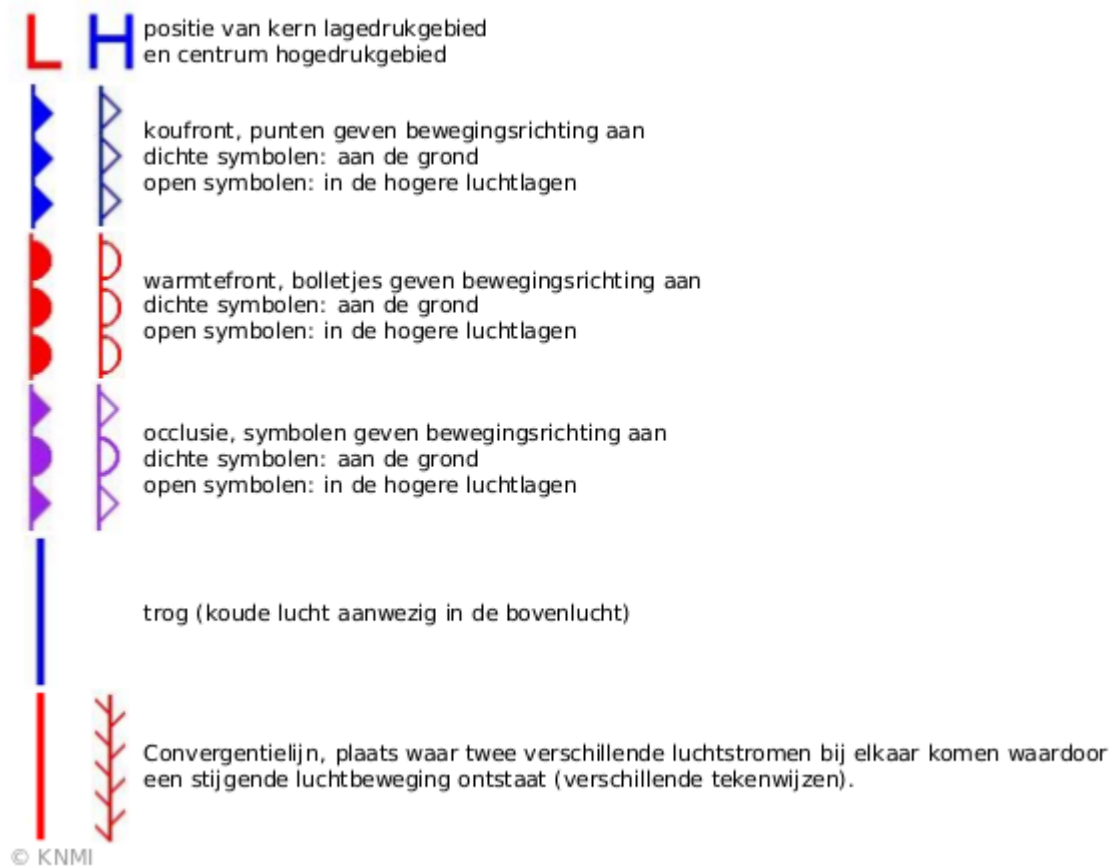 L H positie van kern lagedrukgebied
en centrum hogedrukgebied
koufront, punten geven bewegingsrichting aan
dichte symbolen: aan de grond
open symbolen: in de hogere luchtlagen
warmtefront, bolletjes geven bewegingsrichting aan
dichte symbolen: aan de grond
open symbolen: in de hogere luchtlagen
occlusie, symbolen geven bewegingsrichting aan
dichte symbolen: aan de grond
open symbolen: in de hogere luchtlagen
trog (koude lucht aanwezig in de bovenlucht)
Convergentielijn, plaats waar twee verschillende luchtstromen bij elkaar komen waardoor
een stijgende luchtbeweging ontstaat (verschillende tekenwijzen).
© KNMI